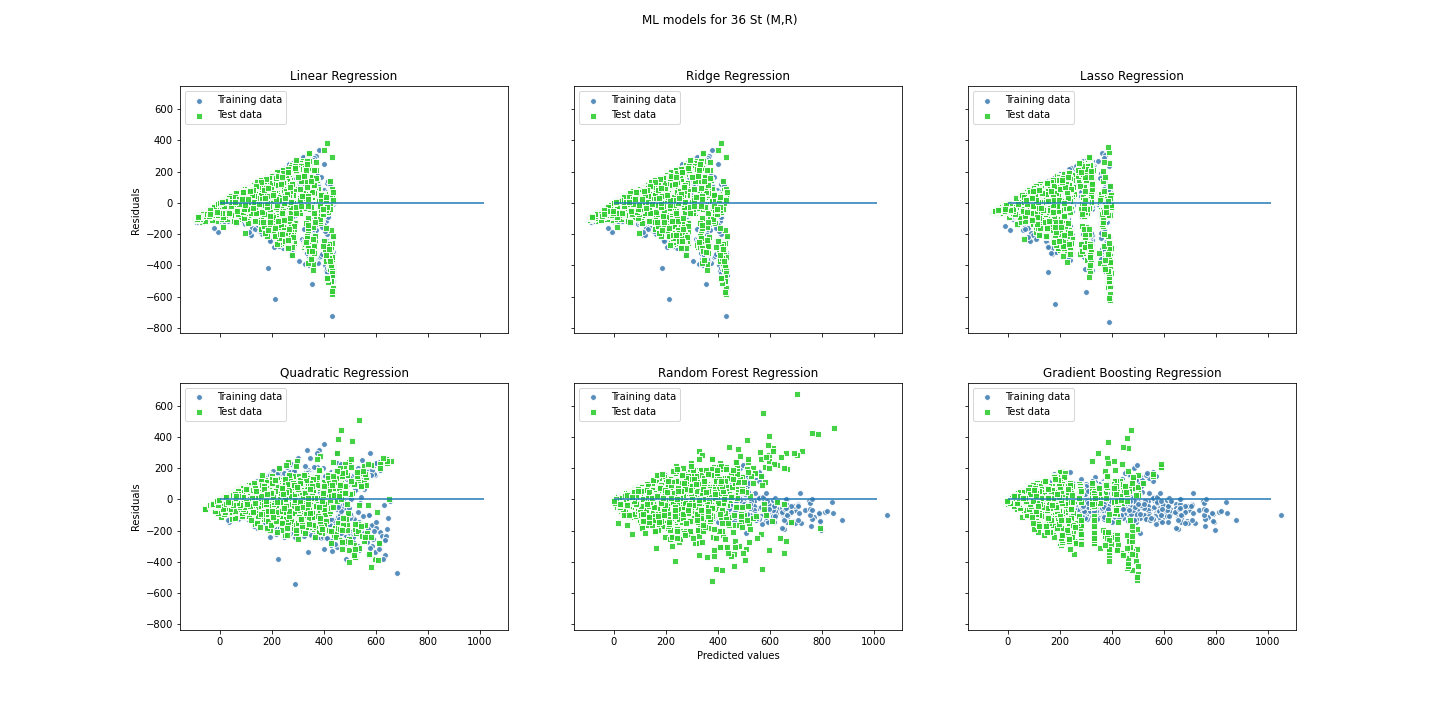 ML models for 36 St (M,R)
Linear Regression
Training data
Test data
600
400
200
0
−200
−400
−600
−800
Residuals
Ridge Regression
Training data
Test data
Lasso Regression
Training data
Test data
Quadratic Regression
Training data
Test data
600
400
200
0
−200
−400
−600
−800
Residuals
0 200 400 600 800 1000
Random Forest Regression
Training data
Test data
0 200 400 600 800 1000
Predicted values
Gradient Boosting Regression
Training data
Test data
0 200 400 600 800 1000